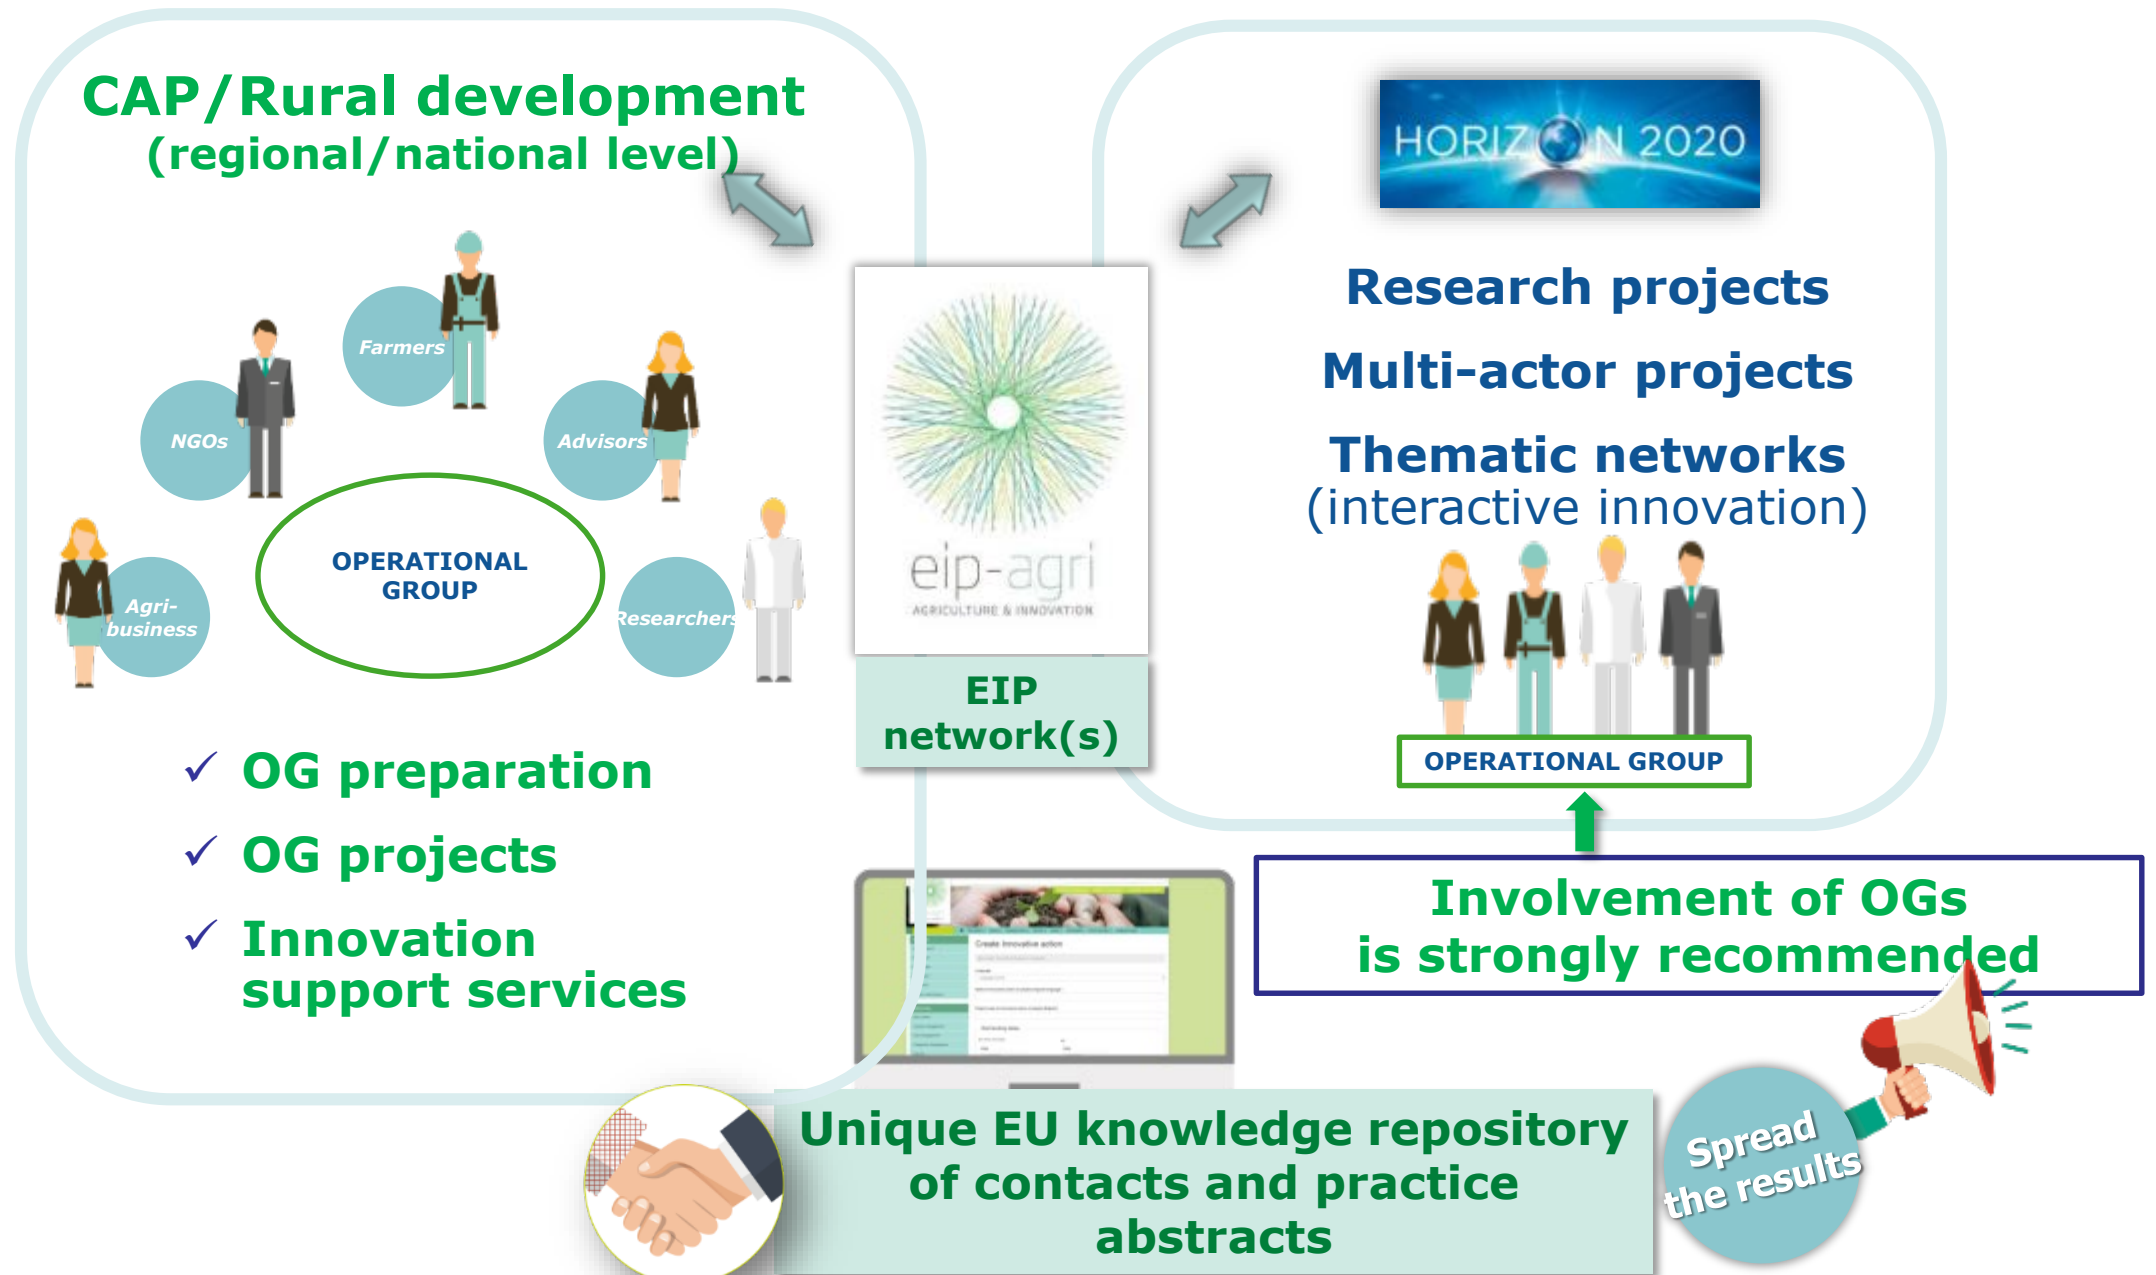 CAP/Rural development
(regional/national level)
Farmers
NGOs
Advisors
OPERATIONAL
GROUP
Agri-
business
Researchers
✓ OG preparation
✓ OG projects
✓ Innovation
support services
eip-agri
AGRICULTURE & INNOVATION
EIP
network(s)
HORIZON 2020
Research projects
Multi-actor projects
Thematic networks
(interactive innovation)
OPERATIONAL GROUP
Involvement of OGs
is strongly recommended
Create Innovative action
Unique EU knowledge repository
of contacts and practice
abstracts
Spread
the results